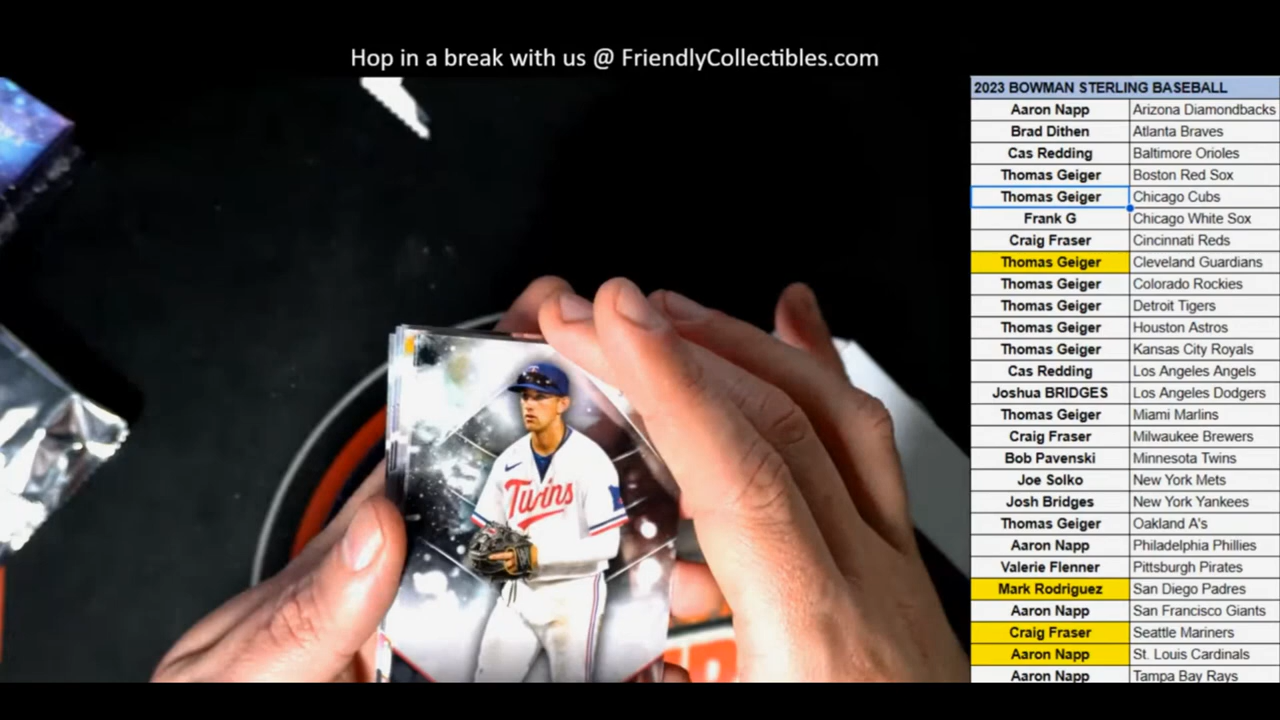 Hop in a break with us @ FriendlyCollectibles.com
2023 BOWMAN STERLING BASEBALL
Aaron Napp Arizona Diamondbacks
Brad Dithen Atlanta Braves
Cas Redding Baltimore Orioles
Thomas Geiger Boston Red Sox
Thomas Geiger Chicago Cubs
Frank G Chicago White Sox
Craig Fraser Cincinnati Reds
Thomas Geiger Cleveland Guardians
Thomas Geiger Colorado Rockies
Thomas Geiger Detroit Tigers
Thomas Geiger Houston Astros
Thomas Geiger Kansas City Royals
Cas Redding Los Angeles Angels
Joshua BRIDGES Los Angeles Dodgers
Thomas Geiger Miami Marlins
Craig Fraser Milwaukee Brewers
Bob Pavenski Minnesota Twins
Joe Solko New York Mets
Josh Bridges New York Yankees
Thomas Geiger Oakland A's
Aaron Napp Philadelphia Phillies
Valerie Flenner Pittsburgh Pirates
Mark Rodriguez San Diego Padres
Aaron Napp San Francisco Giants
Craig Fraser Seattle Mariners
Aaron Napp St. Louis Cardinals
Aaron Napp Tampa Bay Rays
Twins